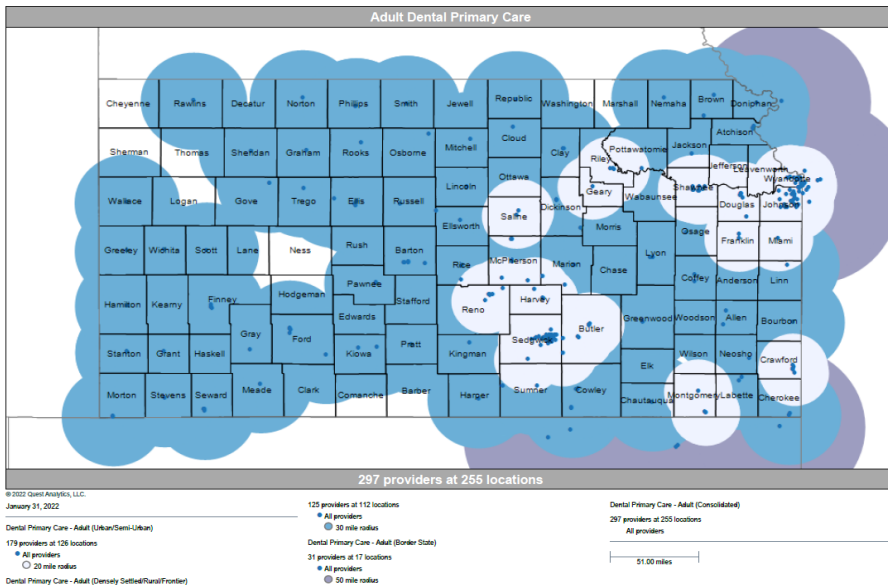 Adult Dental Primary Care
Cheyenne Rawlins Decatur Norton Phillips Smith Jewell Republic Washington Marshall Nemaha Brown Doniphan
Sherman Thomas Sheridan Graham Rooks Osborne Mitchell Cloud Clay Riley Pottawatomie Jackson Atchison
Jefferson Leavenworth
Wallace Logan Gove Trego Ellis Russell Lincoln Ottawa Dickinson Geary Wabaunsee Shawnee Douglas Johnson Wyandotte
Saline Ellsworth Morris Osage Franklin Miami
Greeley Wichita Scott Lane Ness Rush Barton Rice McPherson Marion Chase Lyon Coffey Anderson Linn
Hamilton Kearny Finney Hodgeman Pawnee Stafford Reno Harvey Butler Greenwood Woodson Allen Bourbon
Gray Ford Edwards
Stanton Grant Haskell Kiowa Pratt Kingman Sedgwick Elk Wilson Neosho Crawford
Morton Stevens Seward Meade Clark Comanche Barber Harper Sumner Cowley Chautauqua Montgomery Labette Cherokee
297 providers at 255 locations
© 2022 Quest Analytics, LLC.
January 31, 2022
Dental Primary Care - Adult (Urban/Semi-Urban)
179 providers at 126 locations
All providers
20 mile radius
Dental Primary Care - Adult (Densely Settled/Rural/Frontier)
125 providers at 112 locations
All providers
30 mile radius
Dental Primary Care - Adult (Border State)
31 providers at 17 locations
All providers
50 mile radius
Dental Primary Care - Adult (Consolidated)
297 providers at 255 locations
All providers
51.00 miles